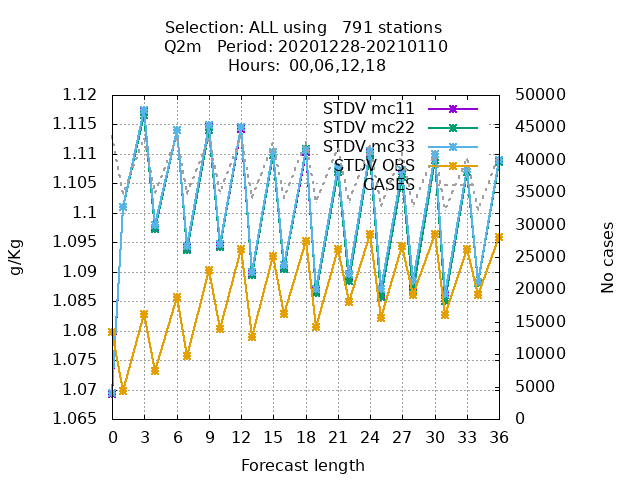 Selection: ALL using   791 stations
Q2m   Period: 20201228-20210110
Hours:  00,06,12,18
1.12
1.115
1.11
1.105
1.1
1.095
1.09
1.085
1.08
1.075
1.07
1.065
g/Kg
STDV mc11
STDV mc22
STDV mc33
STDV OBS
CASES
50000
45000
40000
35000
30000
25000
20000
15000
10000
5000
0
No cases
0 3 6 9 12 15 18 21 24 27 30 33 36
Forecast length